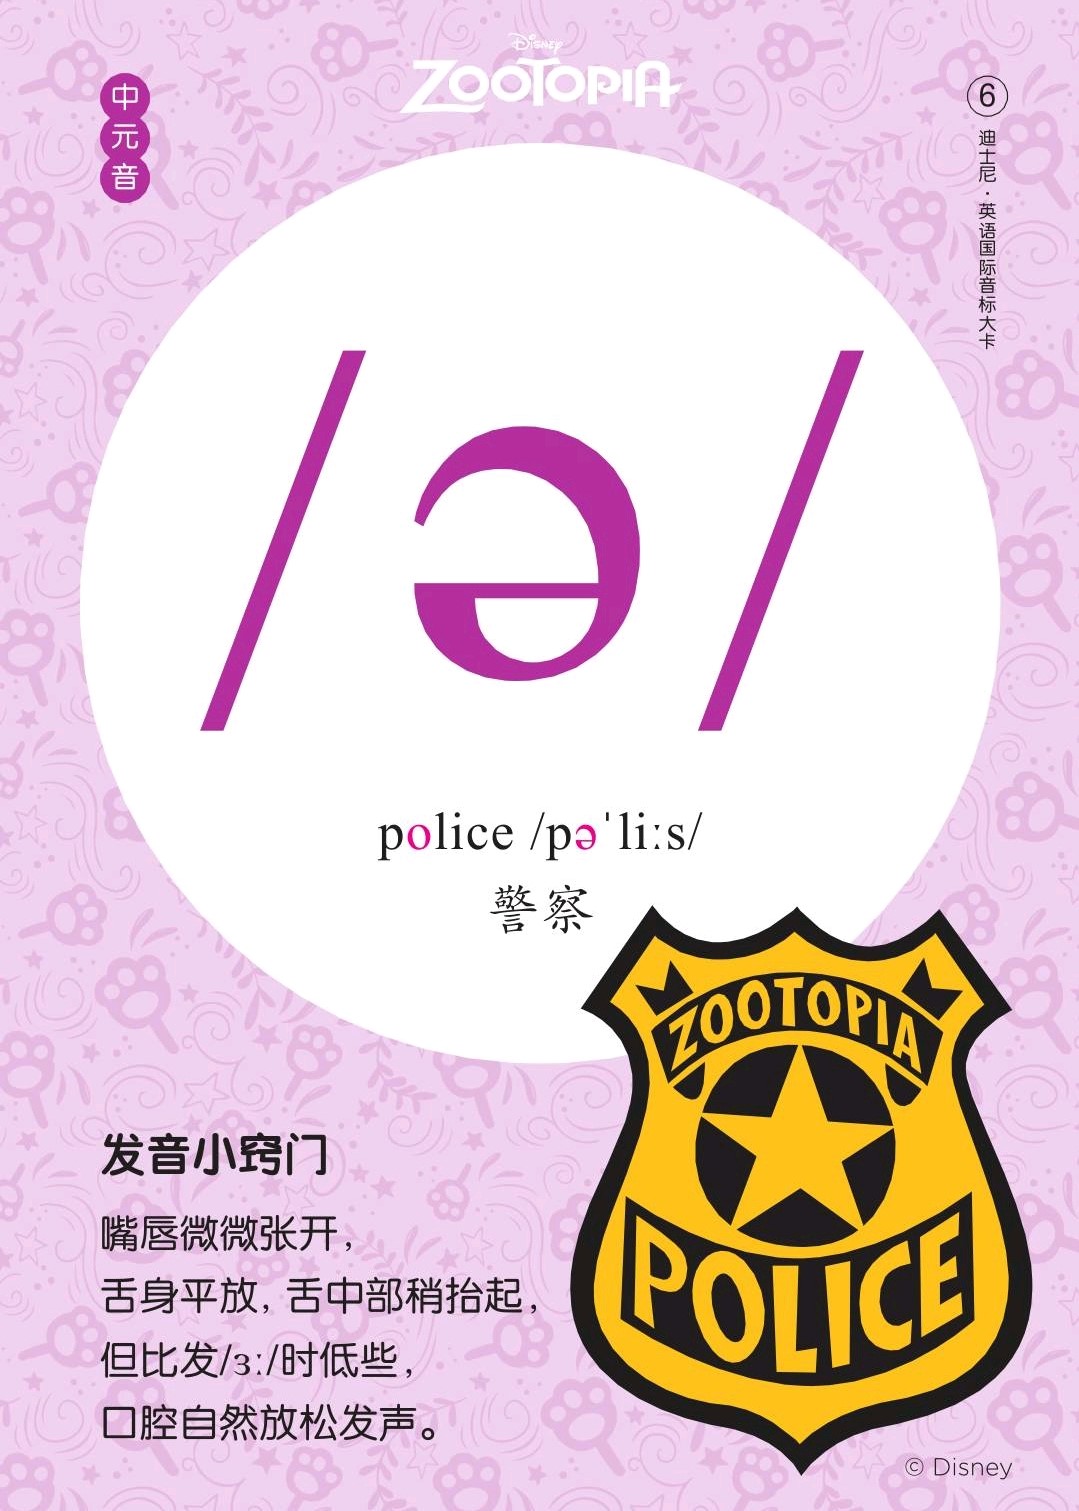 Disney
ZOOTOPIA
中元音
6
迪士尼·英语国际音标大卡
/ə/
police /pəˈliːs/
警察
ZOOTOPIA
POLICE
发音小窍门
嘴唇微微张开，
舌身平放，舌中部稍抬起，
但比发/ɜː/时低些，
口腔自然放松发声。
© Disney